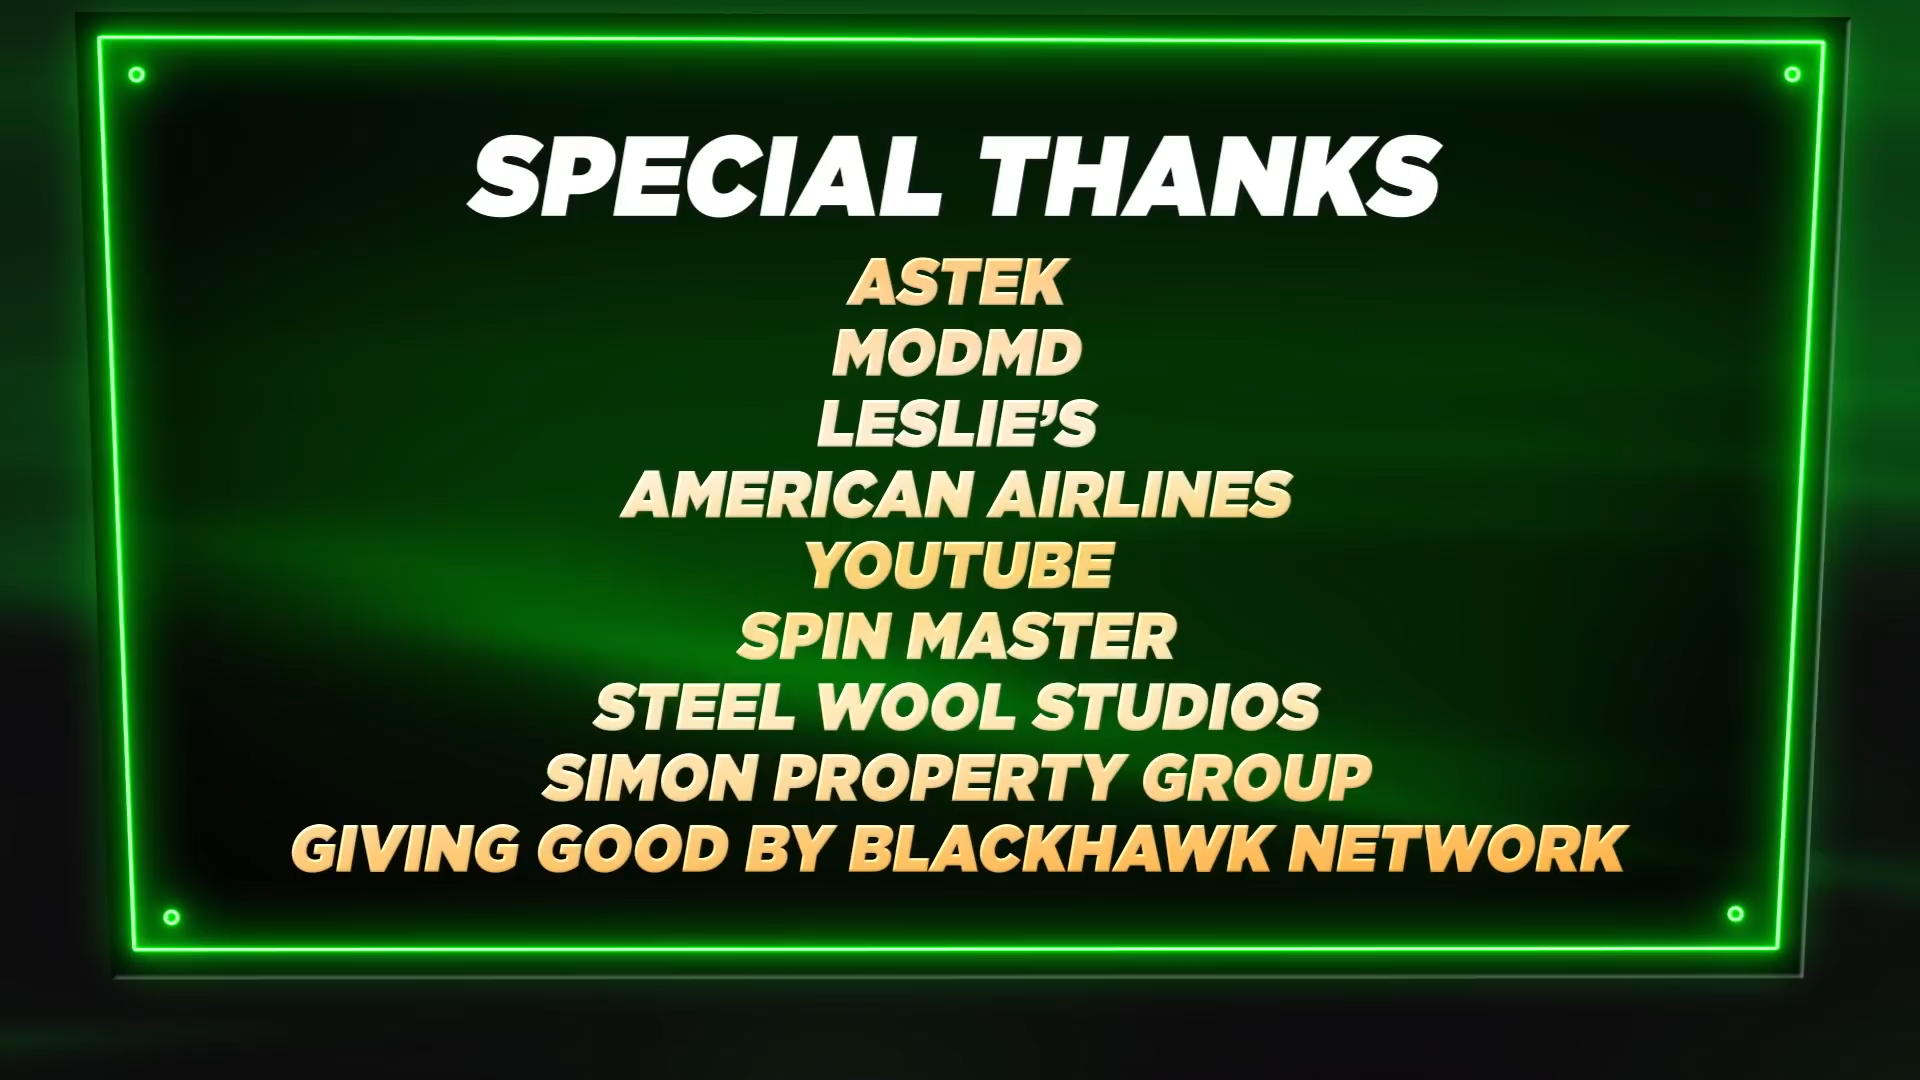 SPECIAL THANKS
ASTEK
MODMD
LESLIE’S
AMERICAN AIRLINES
YOUTUBE
SPIN MASTER
STEEL WOOL STUDIOS
SIMON PROPERTY GROUP
GIVING GOOD BY BLACKHAWK NETWORK